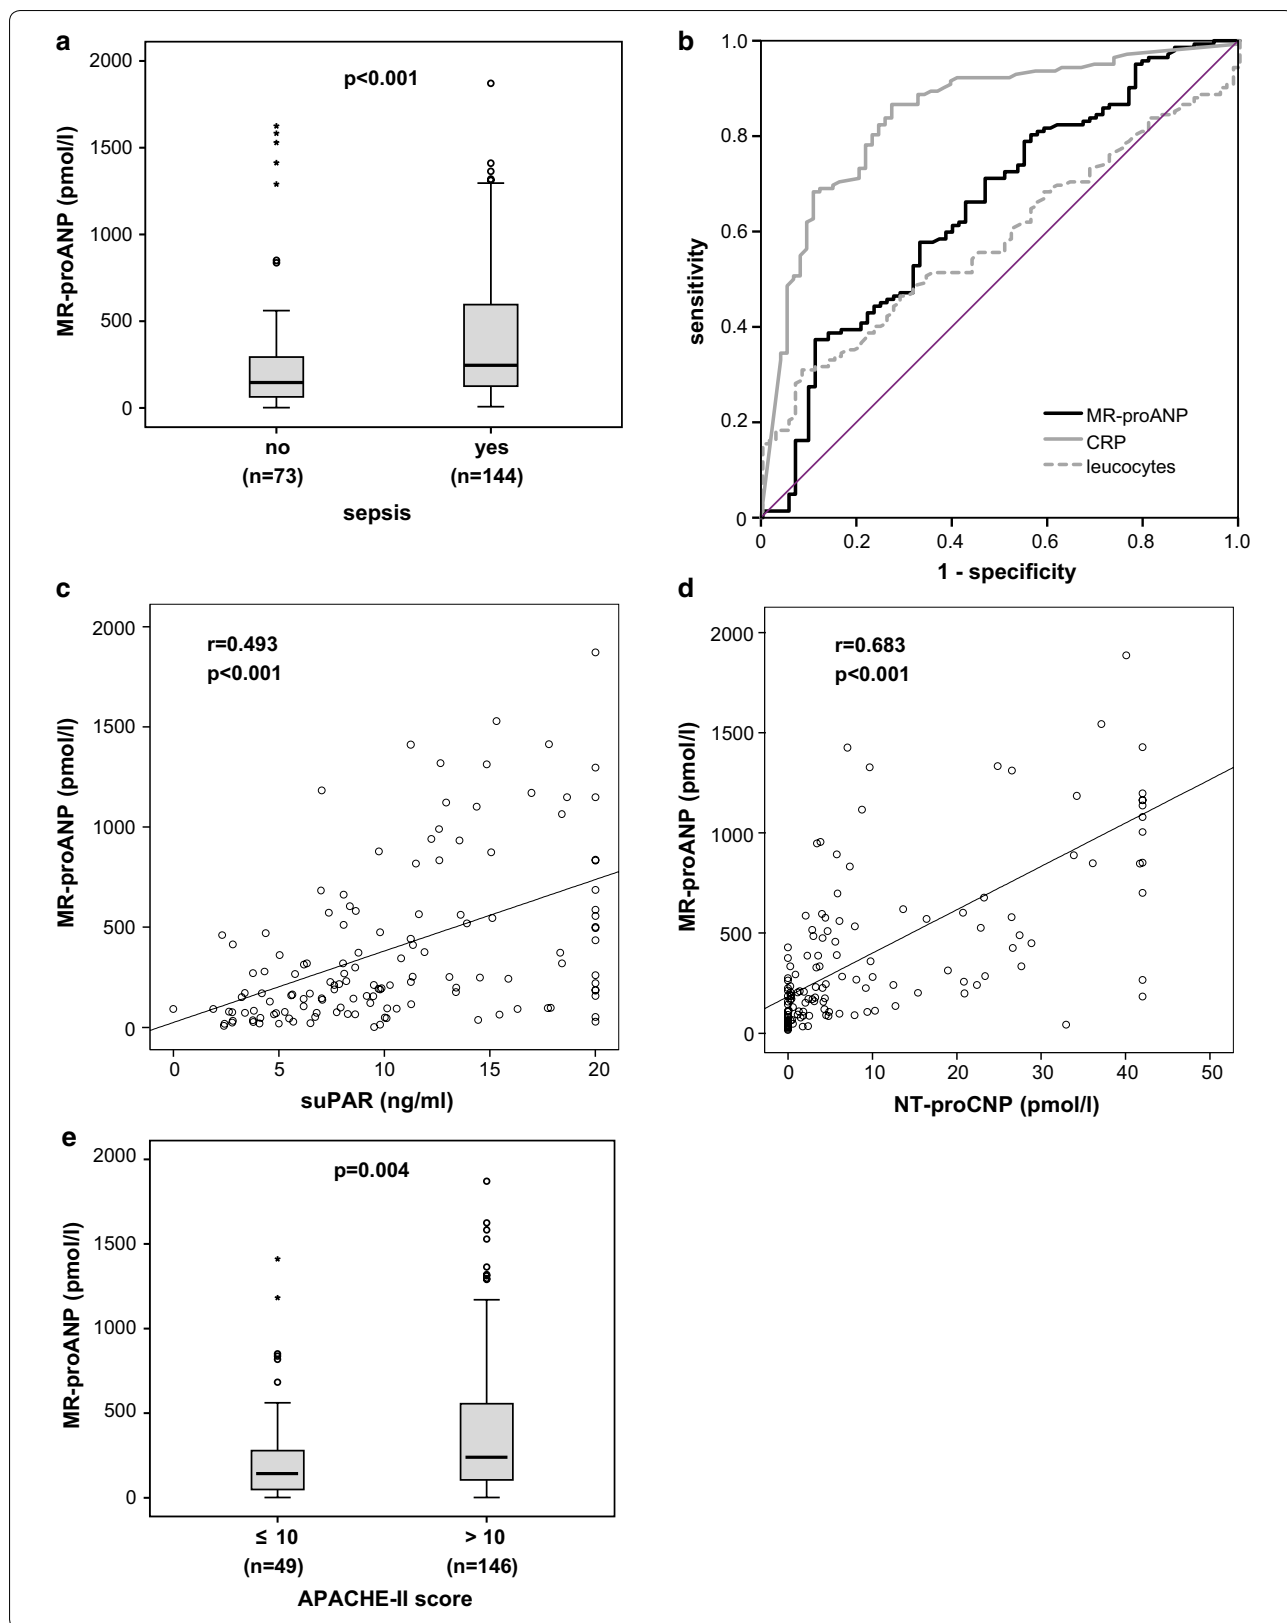 a
2000
1500
1000
500
0
MR-proANP (pmol/l)
p<0.001
no
yes
(n=73)
(n=144)
sepsis
b
1.0
0.8
0.6
0.4
0.2
0
sensitivity
MR-proANP
CRP
leucocytes
0
0.2
0.4
0.6
0.8
1.0
1 - specificity
c
2000
1500
1000
500
0
MR-proANP (pmol/l)
r=0.493
p<0.001
0
5
10
15
20
suPAR (ng/ml)
d
2000
1500
1000
500
0
MR-proANP (pmol/l)
r=0.683
p<0.001
0
10
20
30
40
50
NT-proCNP (pmol/l)
e
2000
1500
1000
500
0
MR-proANP (pmol/l)
p=0.004
≤ 10
> 10
(n=49)
(n=146)
APACHE-II score